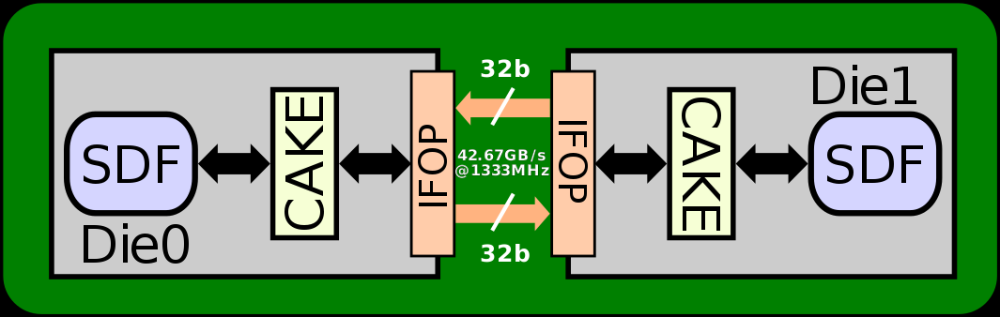 SDF
Die0
CAKE
IFOP
32b
42.67GB/s
@1333MHz
32b
IFOP
CAKE
Die1
SDF